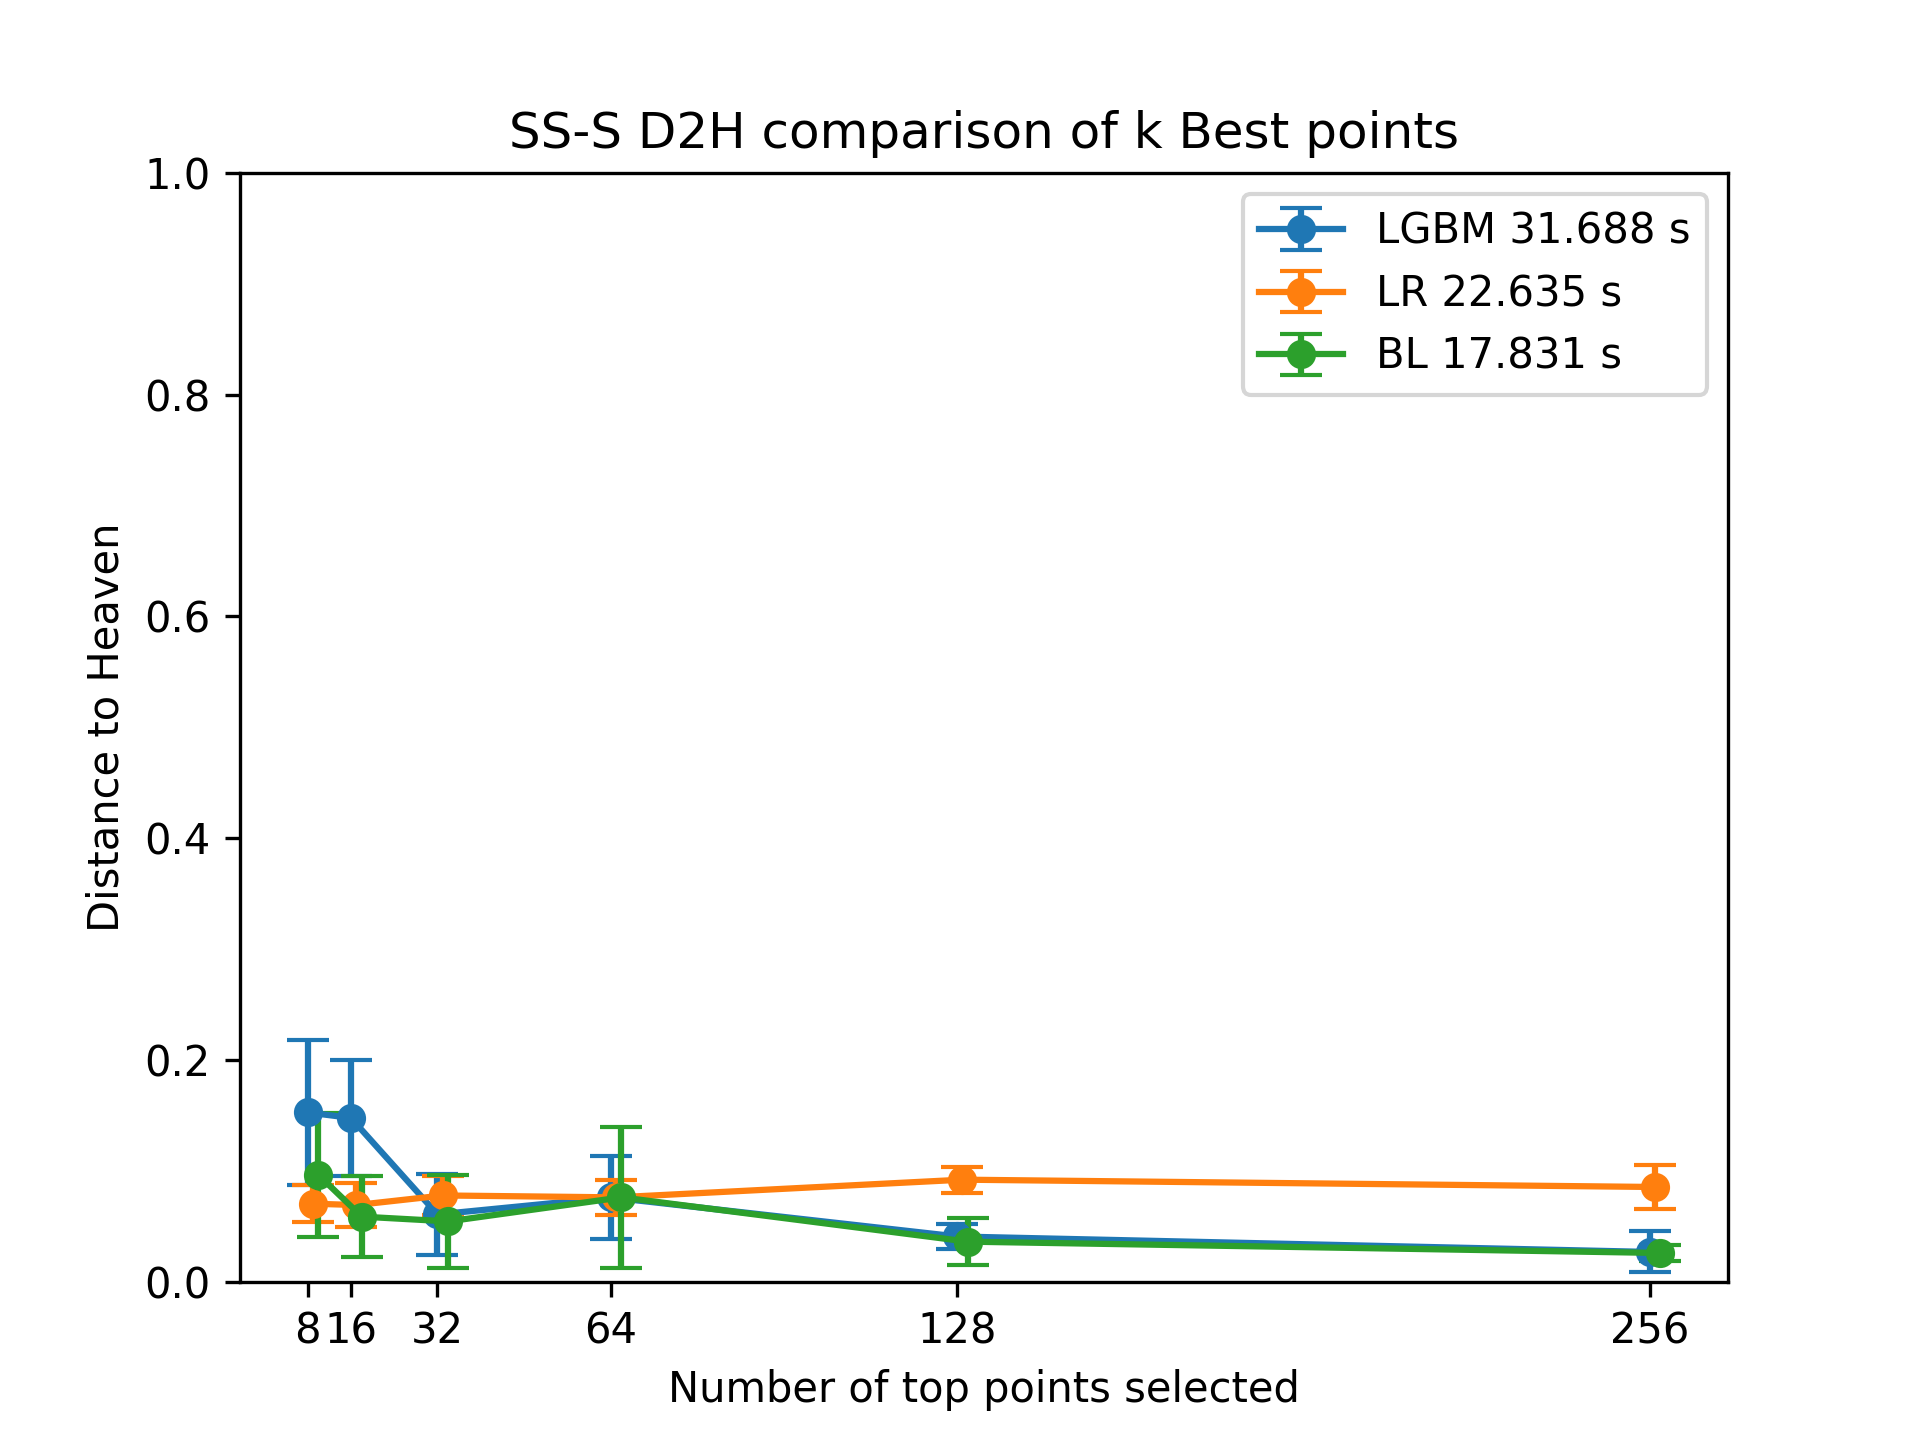 SS-S D2H comparison of k Best points
1.0
0.8
0.6
0.4
0.2
0.0
Distance to Heaven
LGBM 31.688 s
LR 22.635 s
BL 17.831 s
8 16 32 64 128 256
Number of top points selected